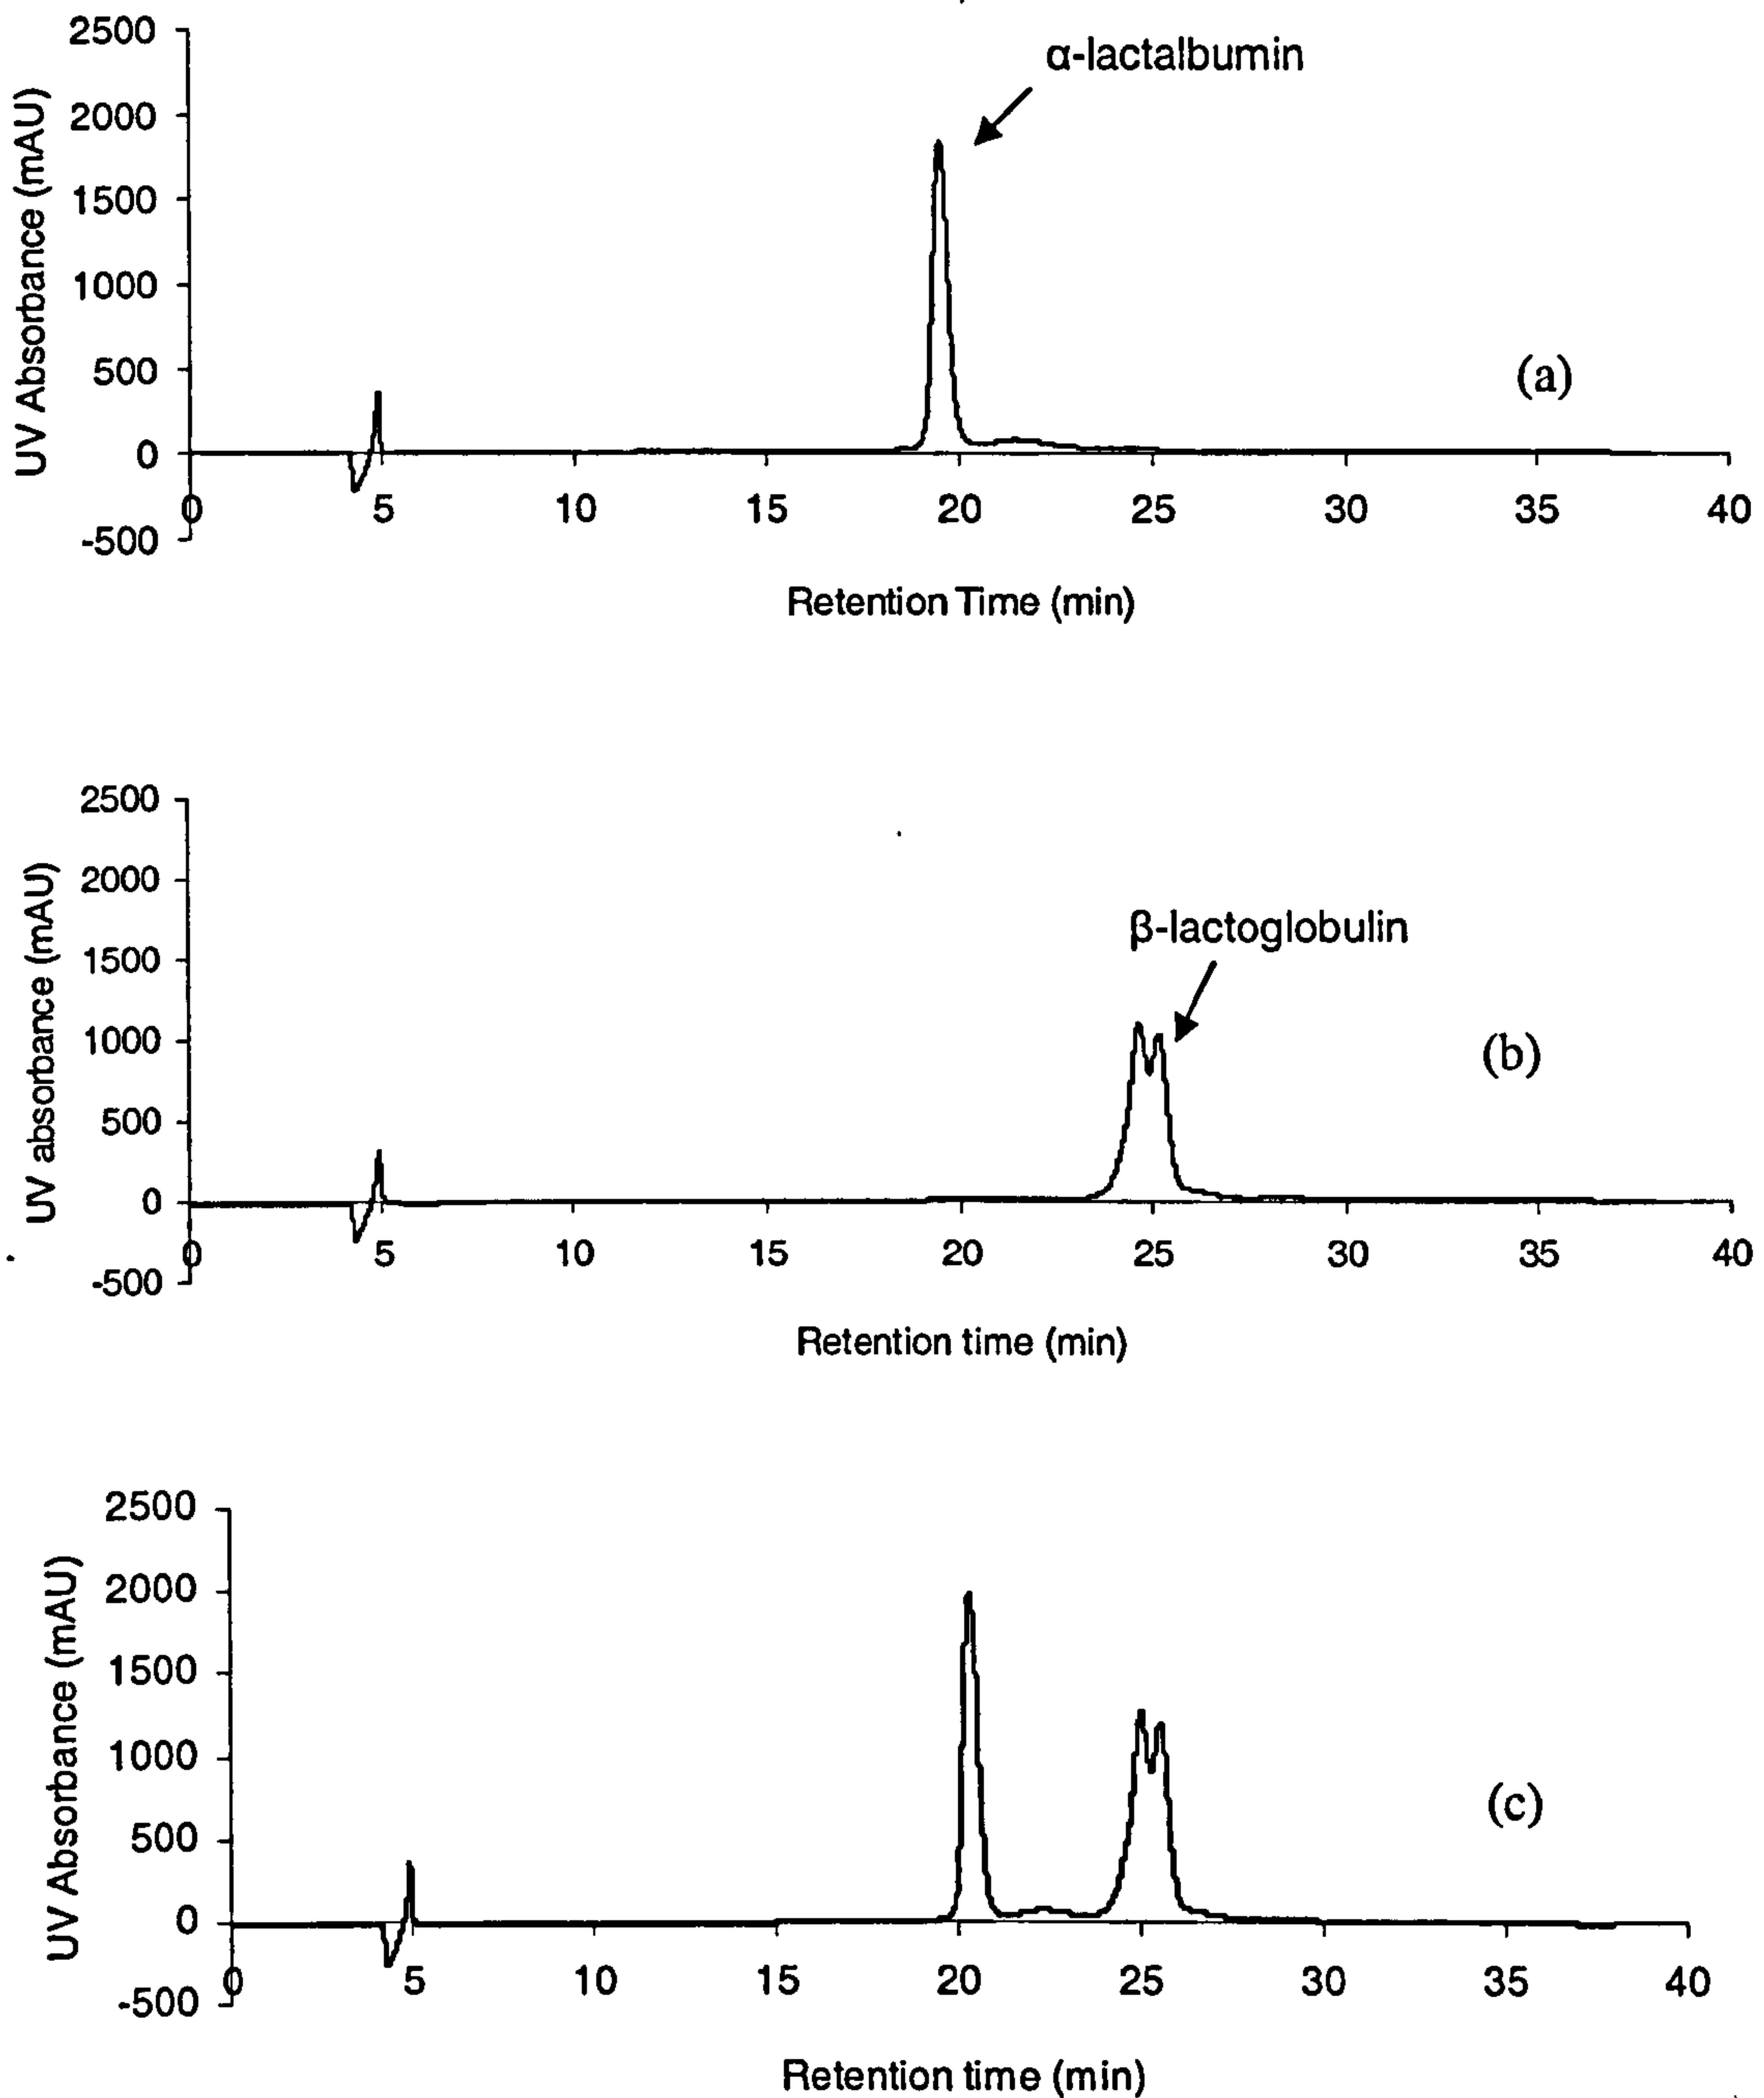 2500
α-lactalbumin
2000
1500
1000
500
(a)
0
0 5 10 15 20 25 30 35 40
-500
UV Absorbance (mAU)
Retention Time (min)
2500
2000
β-lactoglobulin
1500
1000
(b)
500
0
0 5 10 15 20 25 30 35 40
-500
UV absorbance (mAU)
Retention time (min)
2500
2000
1500
1000
(c)
500
0
0 5 10 15 20 25 30 35 40
-500
UV Absorbance (mAU)
Retention time (min)